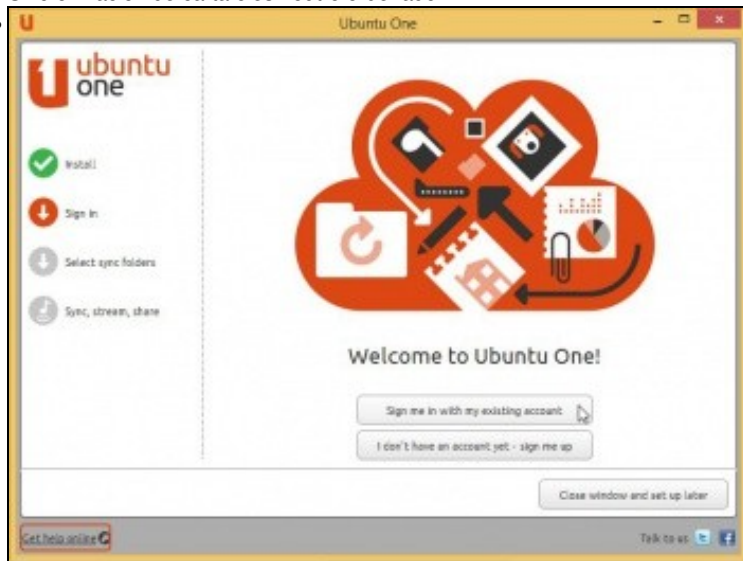 U
Ubuntu One
ubuntu
one
Install
Sign in
Select sync folders
Sync, stream, share
Welcome to Ubuntu One!
Sign me in with my existing account
I don't have an account yet - sign me up
Close window and set up later
Get help online
Talk to us